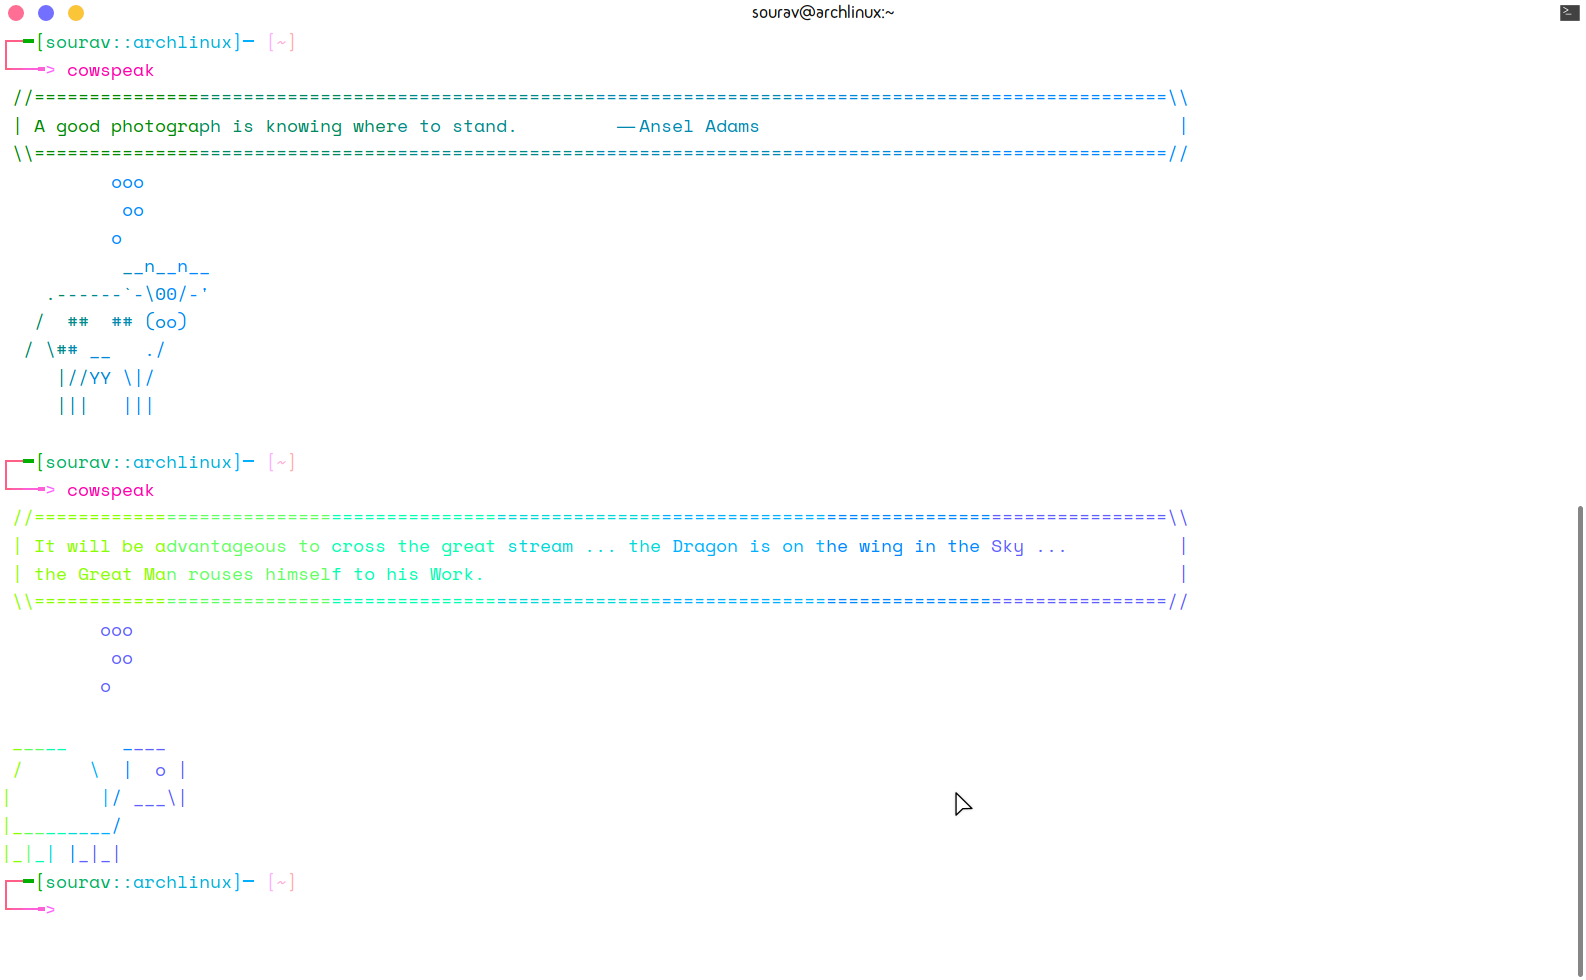 sourav@archlinux:~
┌─━[sourav::archlinux]─ [~]
└───=> cowspeak
 //=======================================================================================================\\
 | A good photograph is knowing where to stand.         —Ansel Adams                                      |
 \\=======================================================================================================//
          ooo
           oo
          o
           __n__n__
    .------`-\00/-'
   /  ##  ## (oo)
  / \## __   ./
     |//YY \|/
     |||   |||
┌─━[sourav::archlinux]─ [~]
└───=> cowspeak
 //=======================================================================================================\\
 | It will be advantageous to cross the great stream ... the Dragon is on the wing in the Sky ...          |
 | the Great Man rouses himself to his Work.                                                               |
 \\=======================================================================================================//
         ooo
          oo
         o
 _____     ____
 /      \  |  o |
|        |/ ___\|
|_________/
|_|_| |_|_|
┌─━[sourav::archlinux]─ [~]
└───=>